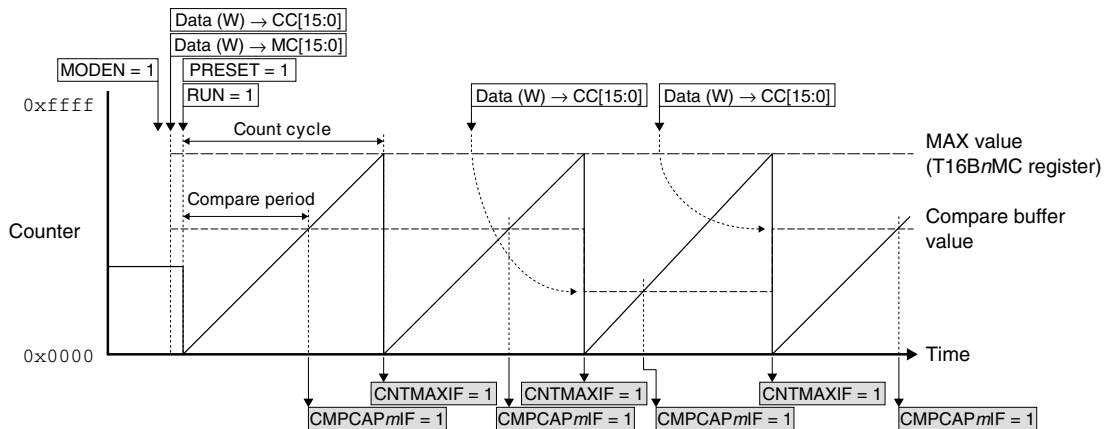 Data (W) → CC[15:0]
Data (W) → MC[15:0]
MODEN = 1
PRESET = 1
RUN = 1
0xffff
Data (W) → CC[15:0]
Data (W) → CC[15:0]
Count cycle
MAX value
(T16BnMC register)
Compare period
Counter
Compare buffer
value
0x0000
Time
CNTMAXIF = 1
CNTMAXIF = 1
CNTMAXIF = 1
CMPCAPmIF = 1
CMPCAPmIF = 1
CMPCAPmIF = 1
CMPCAPmIF = 1